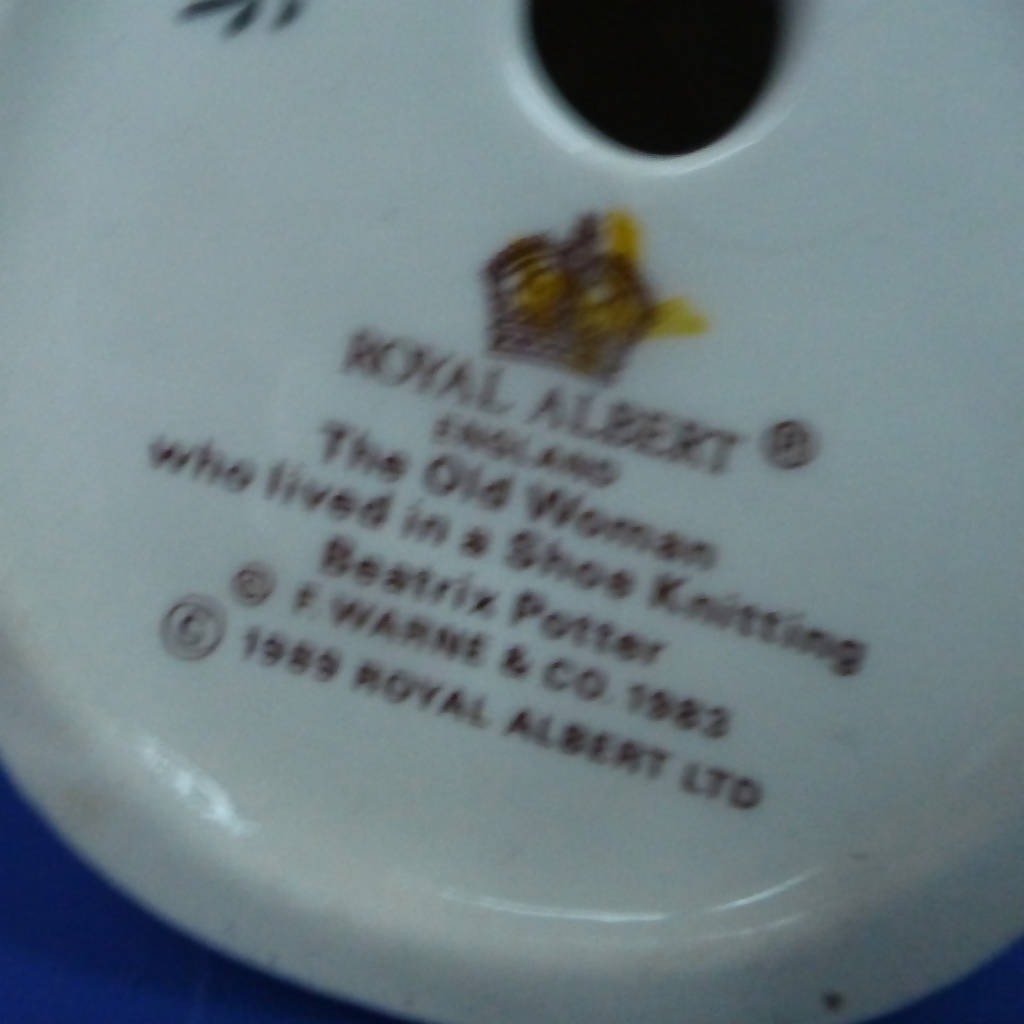 ROYAL ALBERT ®
ENGLAND
The Old Woman
who lived in a Shoe Knitting
Beatrix Potter
© F. WARNE & CO. 1983
© 1989 ROYAL ALBERT LTD